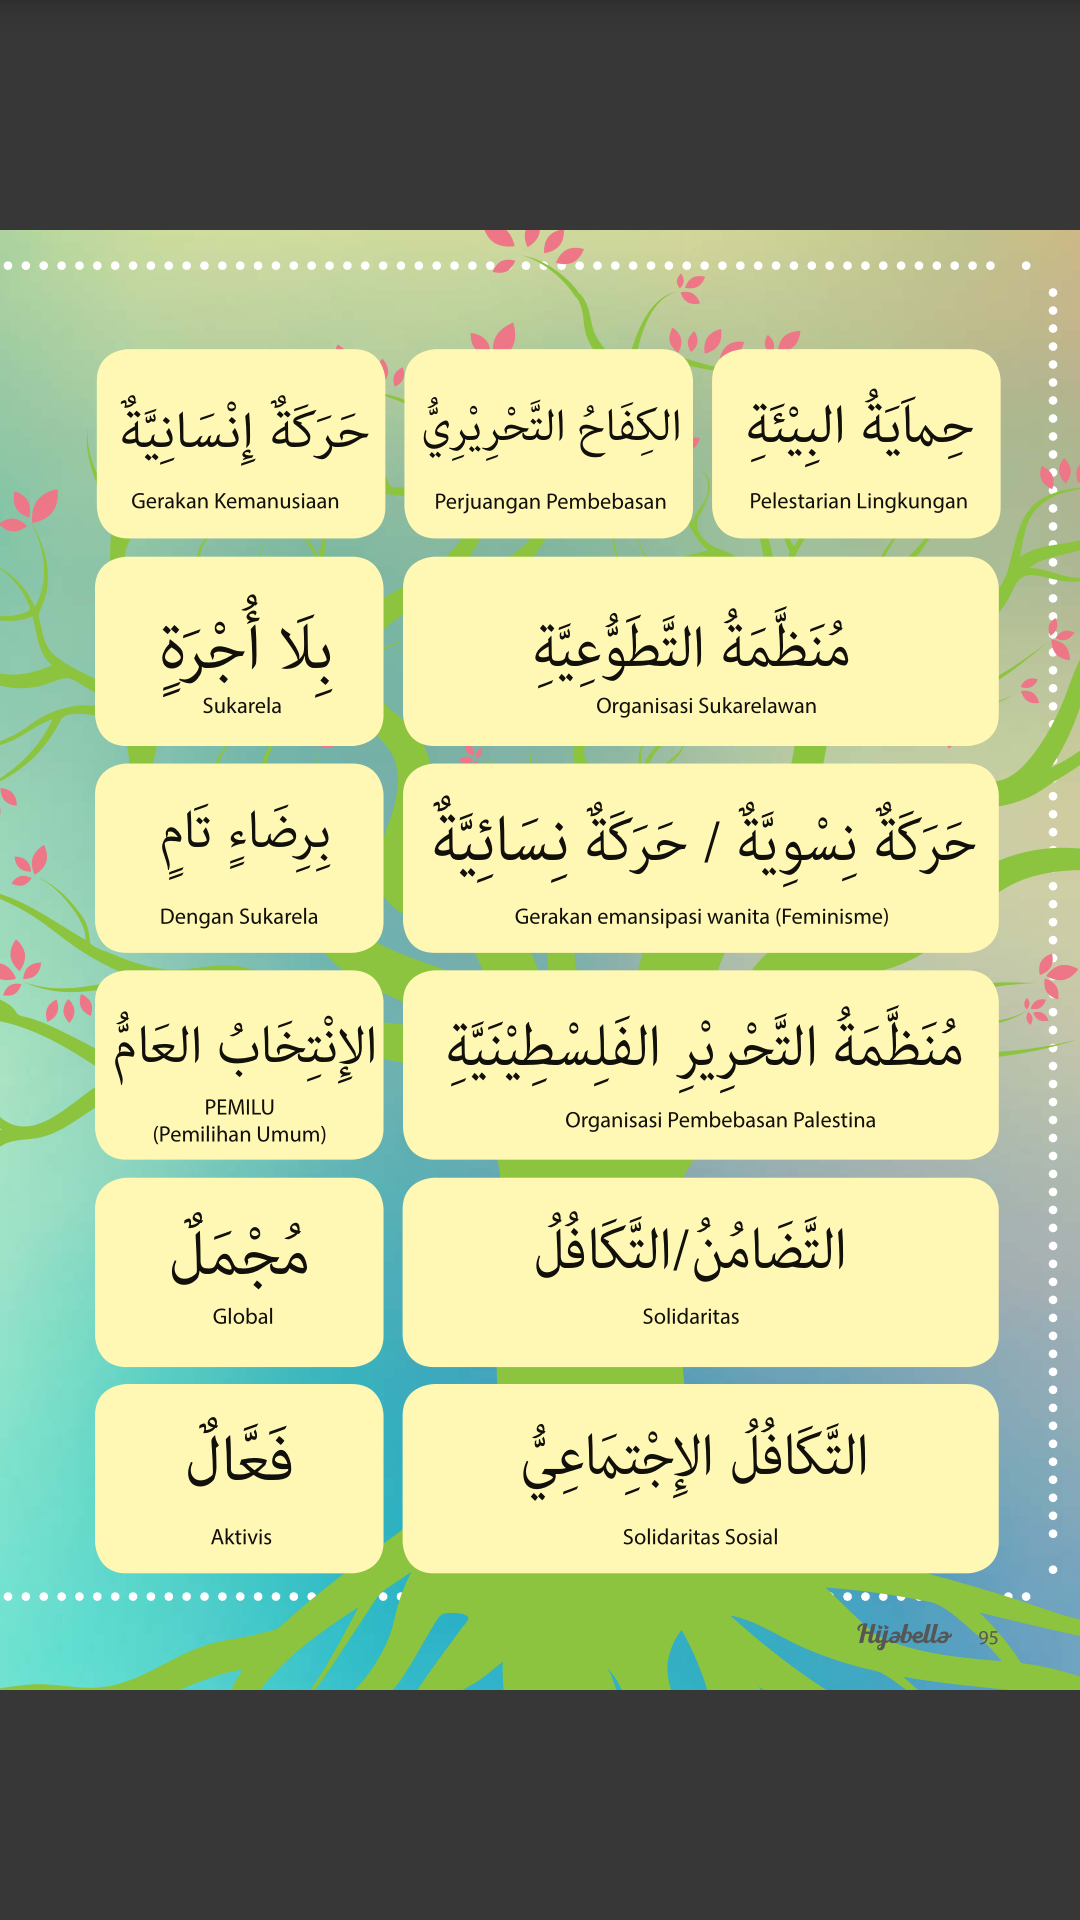 حِمَايَةُ البِيْئَةِ
Pelestarian Lingkungan
الكِفَاحُ التَّحْرِيْرِيُّ
Perjuangan Pembebasan
حَرَكَةٌ إِنْسَانِيَّةٌ
Gerakan Kemanusiaan
مُنَظَّمَةُ التَّطَوُّعِيَّةِ
Organisasi Sukarelawan
بِلَا أُجْرَةٍ
Sukarela
حَرَكَةٌ نِسْوِيَّةٌ / حَرَكَةٌ نِسَائِيَّةٌ
Gerakan emansipasi wanita (Feminisme)
بِرِضَاءٍ تَامٍ
Dengan Sukarela
مُنَظَّمَةُ التَّحْرِيْرِ الفَلِسْطِيْنَيَّةِ
Organisasi Pembebasan Palestina
الإِنْتِخَابُ العَامُّ
PEMILU
(Pemilihan Umum)
التَّضَامُنُ/التَّكَافُلُ
Solidaritas
مُجْمَلٌ
Global
التَّكَافُلُ الإِجْتِمَاعِيُّ
Solidaritas Sosial
فَعَّالٌ
Aktivis
Hijabella 95